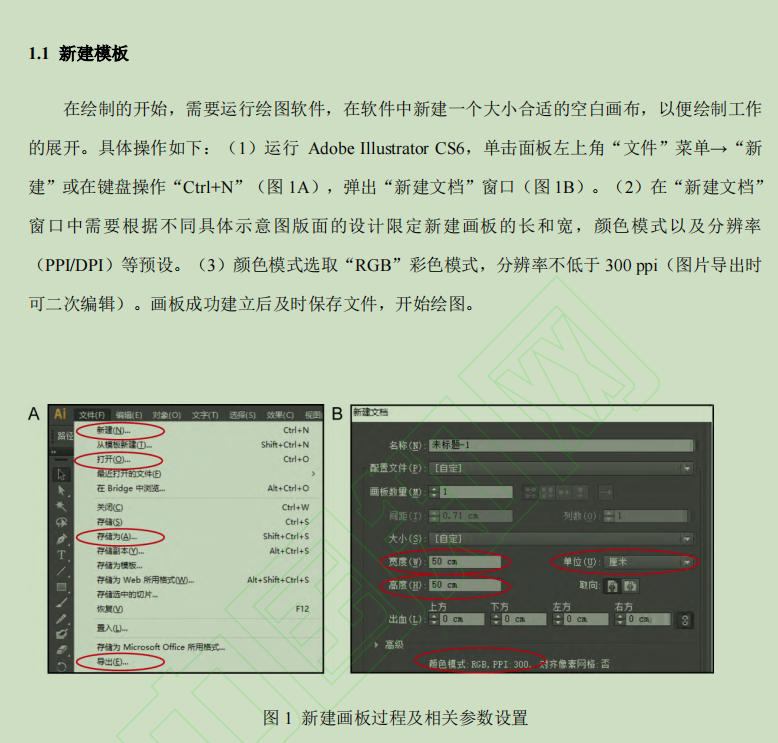 1.1 新建模板
在绘制的开始，需要运行绘图软件，在软件中新建一个大小合适的空白画布，以便绘制工作
的展开。具体操作如下：（1）运行 Adobe Illustrator CS6，单击面板左上角“文件”菜单→“新
建”或在键盘操作“Ctrl+N”（图 1A），弹出“新建文档”窗口（图 1B）。（2）在“新建文档”
窗口中需要根据不同具体示意图版面的设计限定新建画板的长和宽，颜色模式以及分辨率
（PPI/DPI）等预设。（3）颜色模式选取“RGB”彩色模式，分辨率不低于 300 ppi（图片导出时
可二次编辑）。画板成功建立后及时保存文件，开始绘图。
A
Ai 文件(F) 编辑(E) 对象(O) 文字(T) 选择(S) 效果(C) 视图
路径
新建(N)... Ctrl+N
从模板新建(T)... Shift+Ctrl+N
打开(O)... Ctrl+O
最近打开的文件(F) >
在 Bridge 中浏览... Alt+Ctrl+O
关闭(C) Ctrl+W
存储(S) Ctrl+S
存储为(A)... Shift+Ctrl+S
存储副本(Y)... Alt+Ctrl+S
存储为模板...
存储为 Web 所用格式(W)... Alt+Shift+Ctrl+S
存储选中的切片...
恢复(V) F12
置入(L)...
存储为 Microsoft Office 所用格式...
导出(E)...
B
新建文档
名称(N): 未标题-1
配置文件(P): [自定]
画板数量(M): 1
间距(I): 0.71 cm 列数(O): 1
大小(S): [自定]
宽度(W): 50 cm 单位(U): 厘米
高度(H): 50 cm 取向:
上方 下方 左方 右方
出血(L): 0 cm 0 cm 0 cm 0 cm
高级
颜色模式:RGB, PPI:300, 对齐像素网格:否
图 1 新建画板过程及相关参数设置